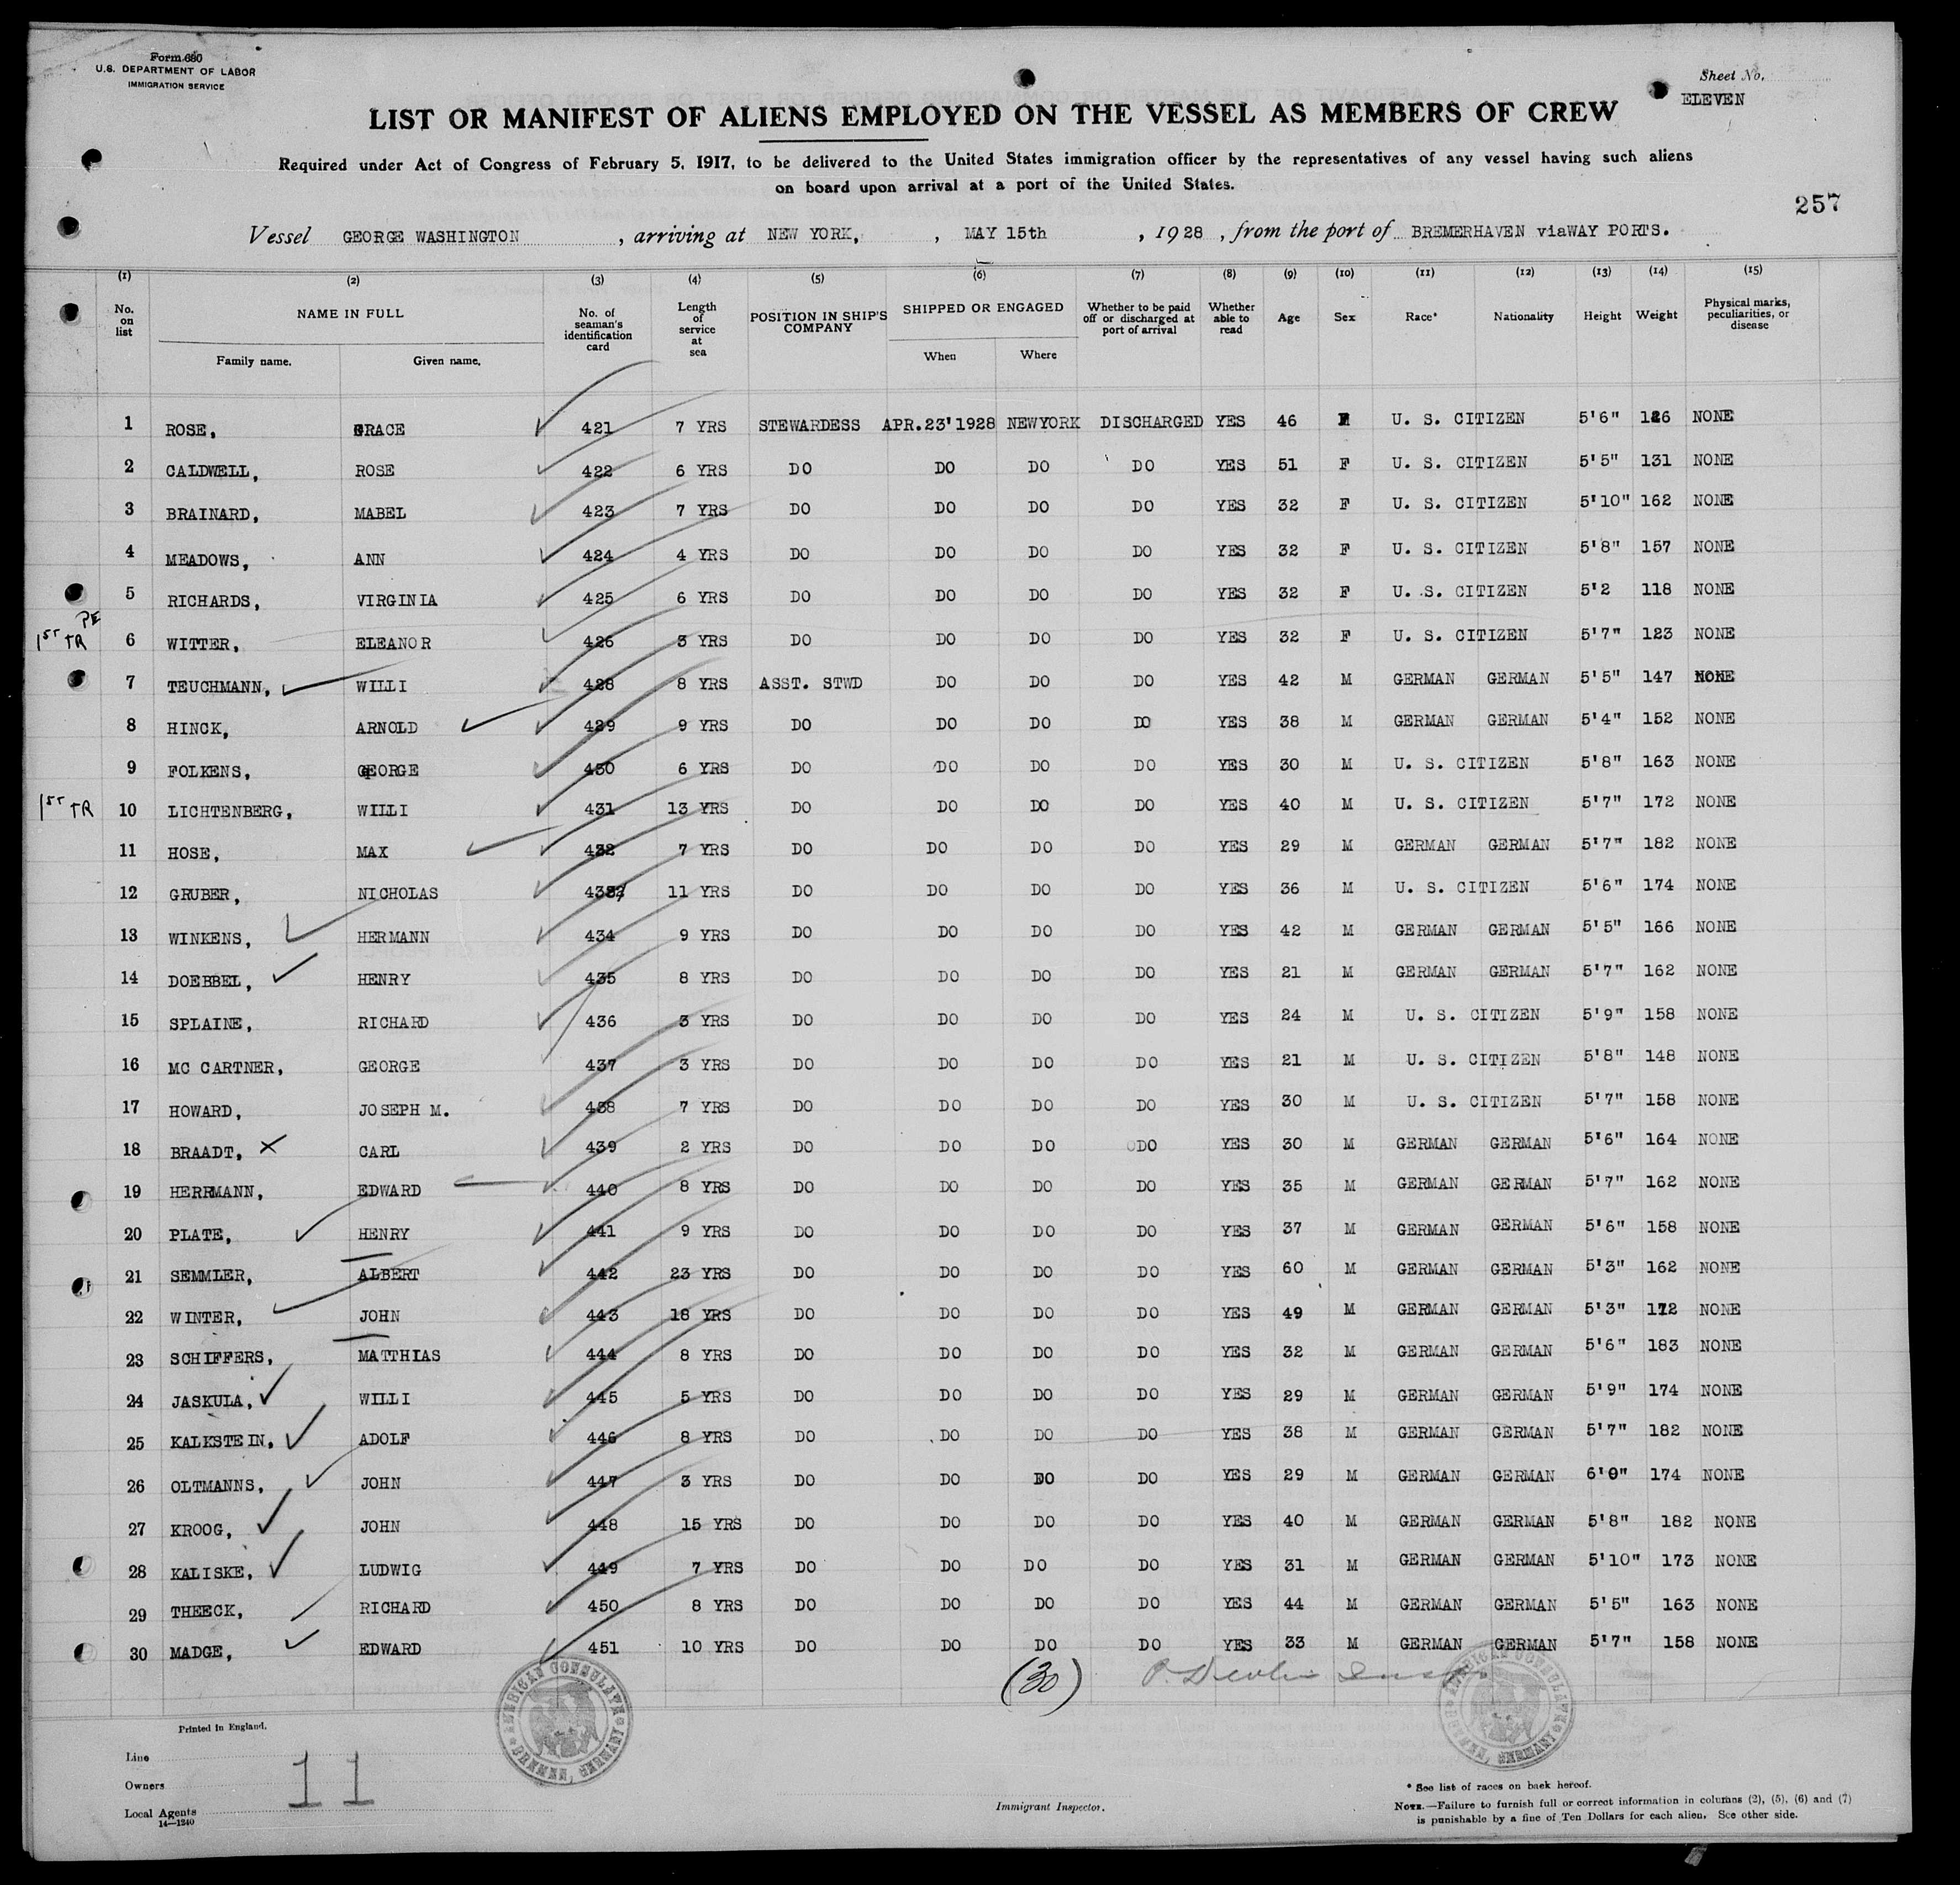 Form 680
U.S. DEPARTMENT OF LABOR
IMMIGRATION SERVICE
Sheet No.
ELEVEN
LIST OR MANIFEST OF ALIENS EMPLOYED ON THE VESSEL AS MEMBERS OF CREW
Required under Act of Congress of February 5, 1917, to be delivered to the United States immigration officer by the representatives of any vessel having such aliens
on board upon arrival at a port of the United States.
257
Vessel GEORGE WASHINGTON, arriving at NEW YORK, , MAY 15th, 1928, from the port of BREMERHAVEN viaWAY PORTS.
(1) (2) (3) (4) (5) (6) (7) (8) (9) (10) (11) (12) (13) (14) (15)
No. on list NAME IN FULL Family name. Given name. No. of seaman's identification card Length of service at sea POSITION IN SHIP'S COMPANY SHIPPED OR ENGAGED When Where Whether to be paid off or discharged at port of arrival Whether able to read Age Sex Race* Nationality Height Weight Physical marks, peculiarities, or disease
1 ROSE, GRACE 421 7 YRS STEWARDESS APR.23'1928 NEWYORK DISCHARGED YES 46 F U. S. CITIZEN 5'6" 126 NONE
2 CALDWELL, ROSE 422 6 YRS DO DO DO DO YES 51 F U. S. CITIZEN 5'5" 131 NONE
3 BRAINARD, MABEL 423 7 YRS DO DO DO DO YES 32 F U. S. CITIZEN 5'10" 162 NONE
4 MEADOWS, ANN 424 4 YRS DO DO DO DO YES 32 F U. S. CITIZEN 5'8" 157 NONE
5 RICHARDS, VIRGINIA 425 6 YRS DO DO DO DO YES 32 F U. S. CITIZEN 5'2 118 NONE
PE
1ST TR 6 WITTER, ELEANOR 426 3 YRS DO DO DO DO YES 32 F U. S. CITIZEN 5'7" 123 NONE
7 TEUCHMANN, WILLI 428 8 YRS ASST. STWD DO DO DO YES 42 M GERMAN GERMAN 5'5" 147 NONE
8 HINCK, ARNOLD 429 9 YRS DO DO DO DO YES 38 M GERMAN GERMAN 5'4" 152 NONE
9 FOLKENS, GEORGE 430 6 YRS DO DO DO DO YES 30 M U. S. CITIZEN 5'8" 163 NONE
1ST TR 10 LICHTENBERG, WILLI 431 13 YRS DO DO DO DO YES 40 M U. S. CITIZEN 5'7" 172 NONE
11 HOSE, MAX 432 7 YRS DO DO DO DO YES 29 M GERMAN GERMAN 5'7" 182 NONE
12 GRUBER, NICHOLAS 11 YRS DO DO DO DO YES 36 M U. S. CITIZEN 5'6" 174 NONE
13 WINKENS, HERMANN 434 9 YRS DO DO DO DO YES 42 M GERMAN GERMAN 5'5" 166 NONE
14 DOEBBEL, HENRY 435 8 YRS DO DO DO DO YES 21 M GERMAN GERMAN 5'7" 162 NONE
15 SPLAINE, RICHARD 436 3 YRS DO DO DO DO YES 24 M U. S. CITIZEN 5'9" 158 NONE
16 MC CARTNER, GEORGE 437 3 YRS DO DO DO DO YES 21 M U. S. CITIZEN 5'8" 148 NONE
17 HOWARD, JOSEPH M. 438 7 YRS DO DO DO DO YES 30 M U. S. CITIZEN 5'7" 158 NONE
18 BRAADT, X CARL 439 2 YRS DO DO DO DO YES 30 M GERMAN GERMAN 5'6" 164 NONE
19 HERRMANN, EDWARD 440 8 YRS DO DO DO DO YES 35 M GERMAN GERMAN 5'7" 162 NONE
20 PLATE, HENRY 441 9 YRS DO DO DO DO YES 37 M GERMAN GERMAN 5'6" 158 NONE
21 SEMMLER, ALBERT 442 23 YRS DO DO DO DO YES 60 M GERMAN GERMAN 5'3" 162 NONE
22 WINTER, JOHN 443 18 YRS DO DO DO DO YES 49 M GERMAN GERMAN 5'3" 172 NONE
23 SCHIFFERS, MATTHIAS 444 8 YRS DO DO DO DO YES 32 M GERMAN GERMAN 5'6" 183 NONE
24 JASKULA, WILLI 445 5 YRS DO DO DO DO YES 29 M GERMAN GERMAN 5'9" 174 NONE
25 KALKSTEIN, ADOLF 446 8 YRS DO DO DO DO YES 38 M GERMAN GERMAN 5'7" 182 NONE
26 OLTMANNS, JOHN 447 3 YRS DO DO DO DO YES 29 M GERMAN GERMAN 6'0" 174 NONE
27 KROOG, JOHN 448 15 YRS DO DO DO DO YES 40 M GERMAN GERMAN 5'8" 182 NONE
28 KALISKE, LUDWIG 449 7 YRS DO DO DO DO YES 31 M GERMAN GERMAN 5'10" 173 NONE
29 THEECK, RICHARD 450 8 YRS DO DO DO DO YES 44 M GERMAN GERMAN 5'5" 163 NONE
30 MADGE, EDWARD 451 10 YRS DO DO DO DO YES 33 M GERMAN GERMAN 5'7" 158 NONE
(30)
AMERICAN CONSULATE BREMEN, GERMANY
AMERICAN CONSULATE BREMEN, GERMANY
Printed in England.
Line
Owners
Local Agents
14—1240
11
Immigrant Inspector.
* See list of races on back hereof.
NOTE.—Failure to furnish full or correct information in columns (2), (5), (6) and (7)
is punishable by a fine of Ten Dollars for each alien. See other side.